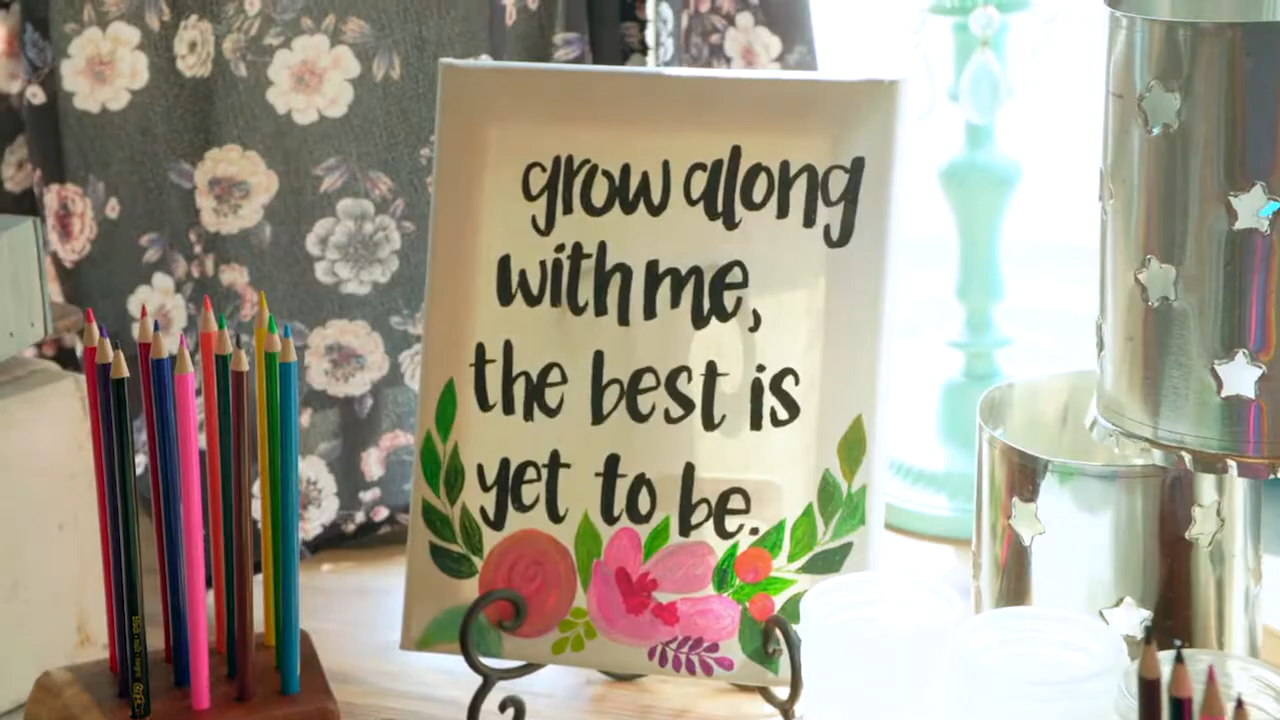 grow along
with me,
the best is
yet to be.